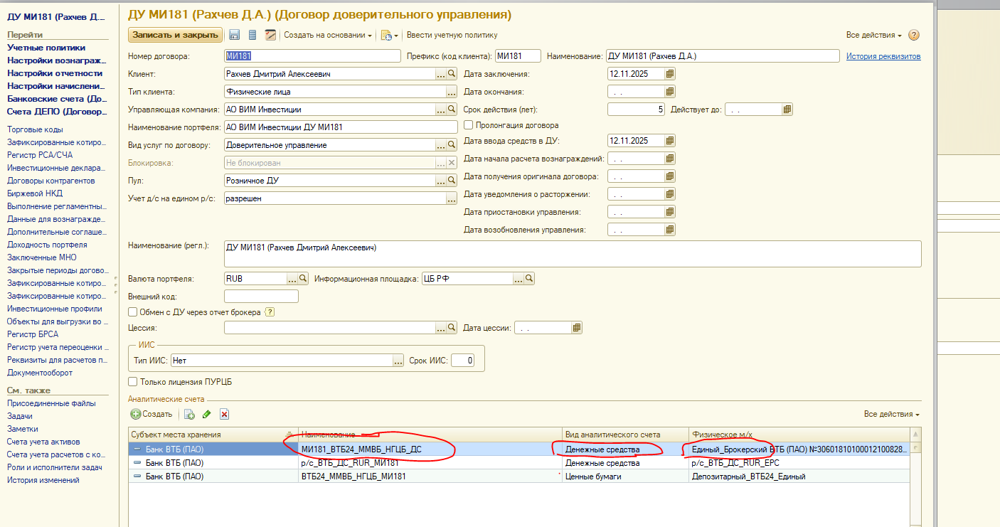 ДУ МИ181 (Рахчев Д....
Перейти
Учетные политики
Настройки вознаграж...
Настройки отчетности
Настройки начислени...
Банковские счета (До...
Счета ДЕПО (Договор...
Торговые коды
Зафиксированные котиро...
Регистр РСА/СЧА
Инвестиционные деклара...
Договоры контрагентов
Биржевой НКД
Выполнение регламентны...
Данные для вознагражде...
Дополнительные соглаше...
Доходность портфеля
Заключенные МНО
Закрытые периоды догово...
Зафиксированные котиро...
Зафиксированные котиро...
Инвестиционные профили
Объекты для выгрузки во ...
Регистр БРСА
Регистр учета переоценки ...
Реквизиты для расчетов п...
Документооборот
См. также
Присоединенные файлы
Задачи
Заметки
Счета учета активов
Счета учета расчетов с ко...
Роли и исполнители задач
История изменений
ДУ МИ181 (Рахчев Д.А.) (Договор доверительного управления)
Записать и закрыть Создать на основании Ввести учетную политику Все действия ?
Номер договора: МИ181 Префикс (код клиента): МИ181 Наименование: ДУ МИ181 (Рахчев Д.А.) История реквизитов
Клиент: Рахчев Дмитрий Алексеевич ... Дата заключения: 12.11.2025
Тип клиента: Физические лица ... Дата окончания: . .
Управляющая компания: АО ВИМ Инвестиции ... Срок действия (лет): 5 Действует до: . .
Наименование портфеля: АО ВИМ Инвестиции ДУ МИ181 Пролонгация договора
Вид услуг по договору: Доверительное управление ... Дата ввода средств в ДУ: 12.11.2025
Блокировка: Не блокирован ... Дата начала расчета вознаграждений: . .
Пул: Розничное ДУ ... Дата получения оригинала договора: . .
Учет д/с на едином р/с: разрешен ... Дата уведомления о расторжении: . .
Дата приостановки управления: . .
Дата возобновления управления: . .
Наименование (регл.): ДУ МИ181 (Рахчев Дмитрий Алексеевич)
Валюта портфеля: RUB ... Информационная площадка: ЦБ РФ ...
Внешний код:
Обмен с ДУ через отчет брокера ?
Цессия: ... Дата цессии: . .
ИИС
Тип ИИС: Нет ... Срок ИИС: 0
Только лицензия ПУРЦБ
Аналитические счета
Создать Все действия
Субъект места хранения Наименование Вид аналитического счета Физическое м/х
Банк ВТБ (ПАО) МИ181_ВТБ24_ММВБ_НГЦБ_ДС Денежные средства Единый_Брокерский ВТБ (ПАО) №30601810100012100828...
Банк ВТБ (ПАО) р/с_ВТБ_ДС_RUR_МИ181 Денежные средства р/с_ВТБ_ДС_RUR_ЕРС
Банк ВТБ (ПАО) ВТБ24_ММВБ_НГЦБ_МИ181 Ценные бумаги Депозитарный_ВТБ24_Единый